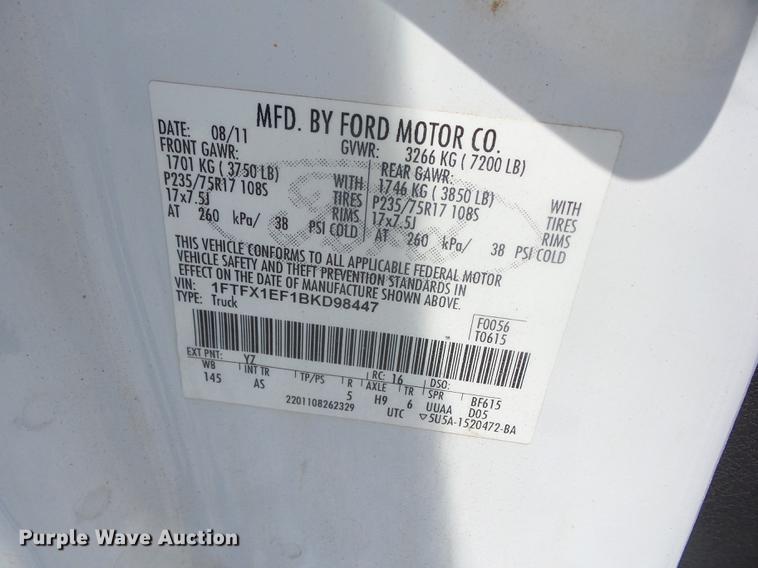 MFD. BY FORD MOTOR CO.
DATE: 08/11 GVWR: 3266 KG ( 7200 LB)
FRONT GAWR: REAR GAWR:
1701 KG ( 3750 LB) WITH 1746 KG ( 3850 LB) WITH
P235/75R17 108S TIRES P235/75R17 108S TIRES
17x7.5J RIMS 17x7.5J RIMS
AT 260 kPa/ 38 PSI COLD AT 260 kPa/ 38 PSI COLD
THIS VEHICLE CONFORMS TO ALL APPLICABLE FEDERAL MOTOR
VEHICLE SAFETY AND THEFT PREVENTION STANDARDS IN
EFFECT ON THE DATE OF MANUFACTURE SHOWN ABOVE.
VIN: 1FTFX1EF1BKD98447
TYPE: Truck
F0056
T0615
EXT PNT: YZ RC: 16 DSO:
WB INT TR TP/PS R AXLE TR SPR BF615
145 AS 5 H9 6 UUAA D05
2201108262329 UTC ▽5U5A-1520472-BA
Purple Wave Auction